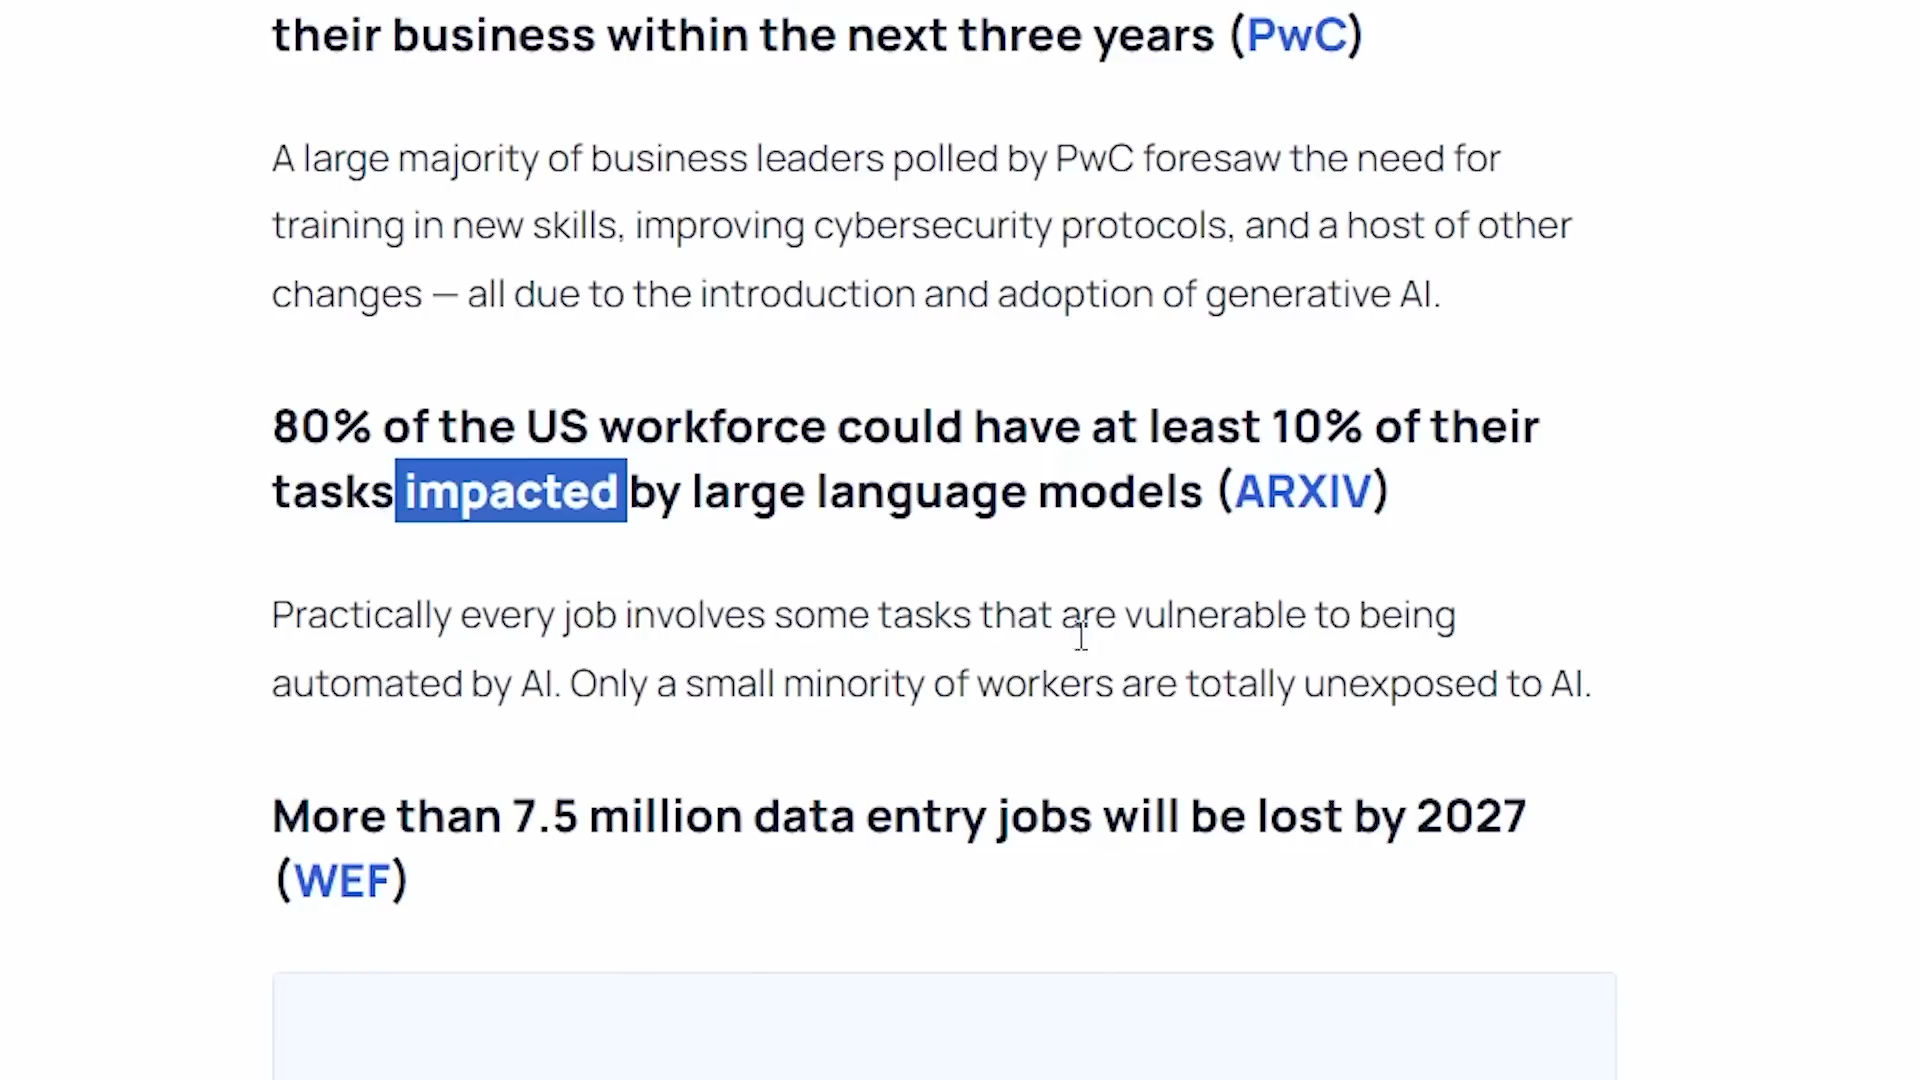 their business within the next three years (PwC)
A large majority of business leaders polled by PwC foresaw the need for
training in new skills, improving cybersecurity protocols, and a host of other
changes — all due to the introduction and adoption of generative AI.
80% of the US workforce could have at least 10% of their
tasks impacted by large language models (ARXIV)
Practically every job involves some tasks that are vulnerable to being
automated by AI. Only a small minority of workers are totally unexposed to AI.
More than 7.5 million data entry jobs will be lost by 2027
(WEF)